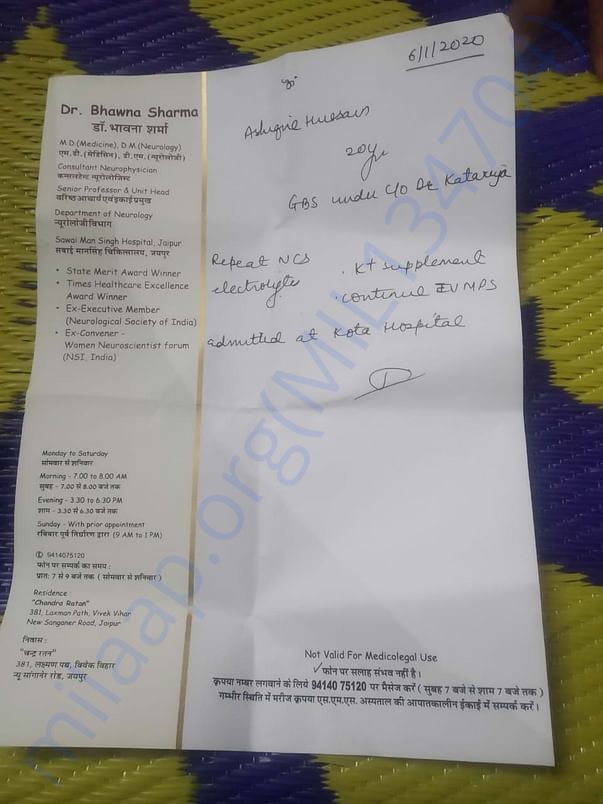 6/1/2020
Dr. Bhawna Sharma
डॉ. भावना शर्मा
M.D.(Medicine), D.M.(Neurology)
एम.डी. (मेडिसिन), डी.एम. (न्यूरोलोजी)
Consultant Neurophysician
कन्सलटेन्ट न्यूरोलोजिस्ट
Senior Professor & Unit Head
वरिष्ठ आचार्य एवं इकाई प्रमुख
Department of Neurology
न्यूरोलोजी विभाग
Sawai Man Singh Hospital, Jaipur
सवाई मानसिंह चिकित्सालय, जयपुर
• State Merit Award Winner
• Times Healthcare Excellence
Award Winner
• Ex-Executive Member
(Neurological Society of India)
• Ex-Convener -
Women Neuroscientist forum
(NSI, India)
Hussain
20yr
GBS under C/O Dr Katariya
Repeat NCS
electrolyte
. K+ supplement
. continue IVMPS
admitted at Kota Hospital
Monday to Saturday
सोमवार से शनिवार
Morning - 7.00 to 8.00 AM
सुबह - 7.00 से 8.00 बजे तक
Evening - 3.30 to 6.30 PM
शाम - 3.30 से 6.30 बजे तक
Sunday - With prior appointment
रविवार पूर्व निर्धारण द्वारा (9 AM to 1 PM)
✆ 9414075120
फोन पर सम्पर्क का समय :
प्रातः 7 से 9 बजे तक ( सोमवार से शनिवार )
Residence :
"Chandra Ratan"
381, Laxman Path, Vivek Vihar
New Sanganer Road, Jaipur
निवास :
"चन्द्र रतन"
381, लक्ष्मण पथ, विवेक विहार
न्यू सांगानेर रोड, जयपुर
Not Valid For Medicolegal Use
✓फोन पर सलाह संभव नहीं है।
कृपया नम्बर लगवाने के लिये 94140 75120 पर मैसेज करें ( सुबह 7 बजे से शाम 7 बजे तक )
गम्भीर स्थिति में मरीज कृपया एस.एम.एस. अस्पताल की आपातकालीन ईकाई में सम्पर्क करें।